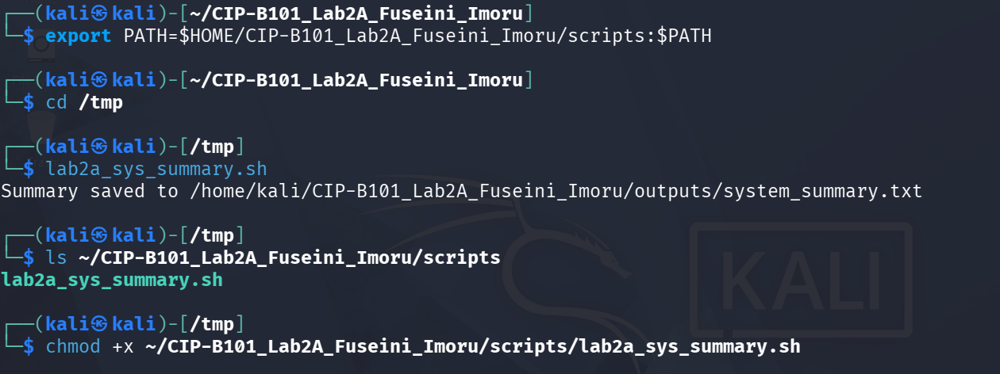 ┌──(kali㉿kali)-[~/CIP-B101_Lab2A_Fuseini_Imoru]
└─$ export PATH=$HOME/CIP-B101_Lab2A_Fuseini_Imoru/scripts:$PATH
┌──(kali㉿kali)-[~/CIP-B101_Lab2A_Fuseini_Imoru]
└─$ cd /tmp
┌──(kali㉿kali)-[/tmp]
└─$ lab2a_sys_summary.sh
Summary saved to /home/kali/CIP-B101_Lab2A_Fuseini_Imoru/outputs/system_summary.txt
┌──(kali㉿kali)-[/tmp]
└─$ ls ~/CIP-B101_Lab2A_Fuseini_Imoru/scripts
lab2a_sys_summary.sh
┌──(kali㉿kali)-[/tmp]
└─$ chmod +x ~/CIP-B101_Lab2A_Fuseini_Imoru/scripts/lab2a_sys_summary.sh
KALI